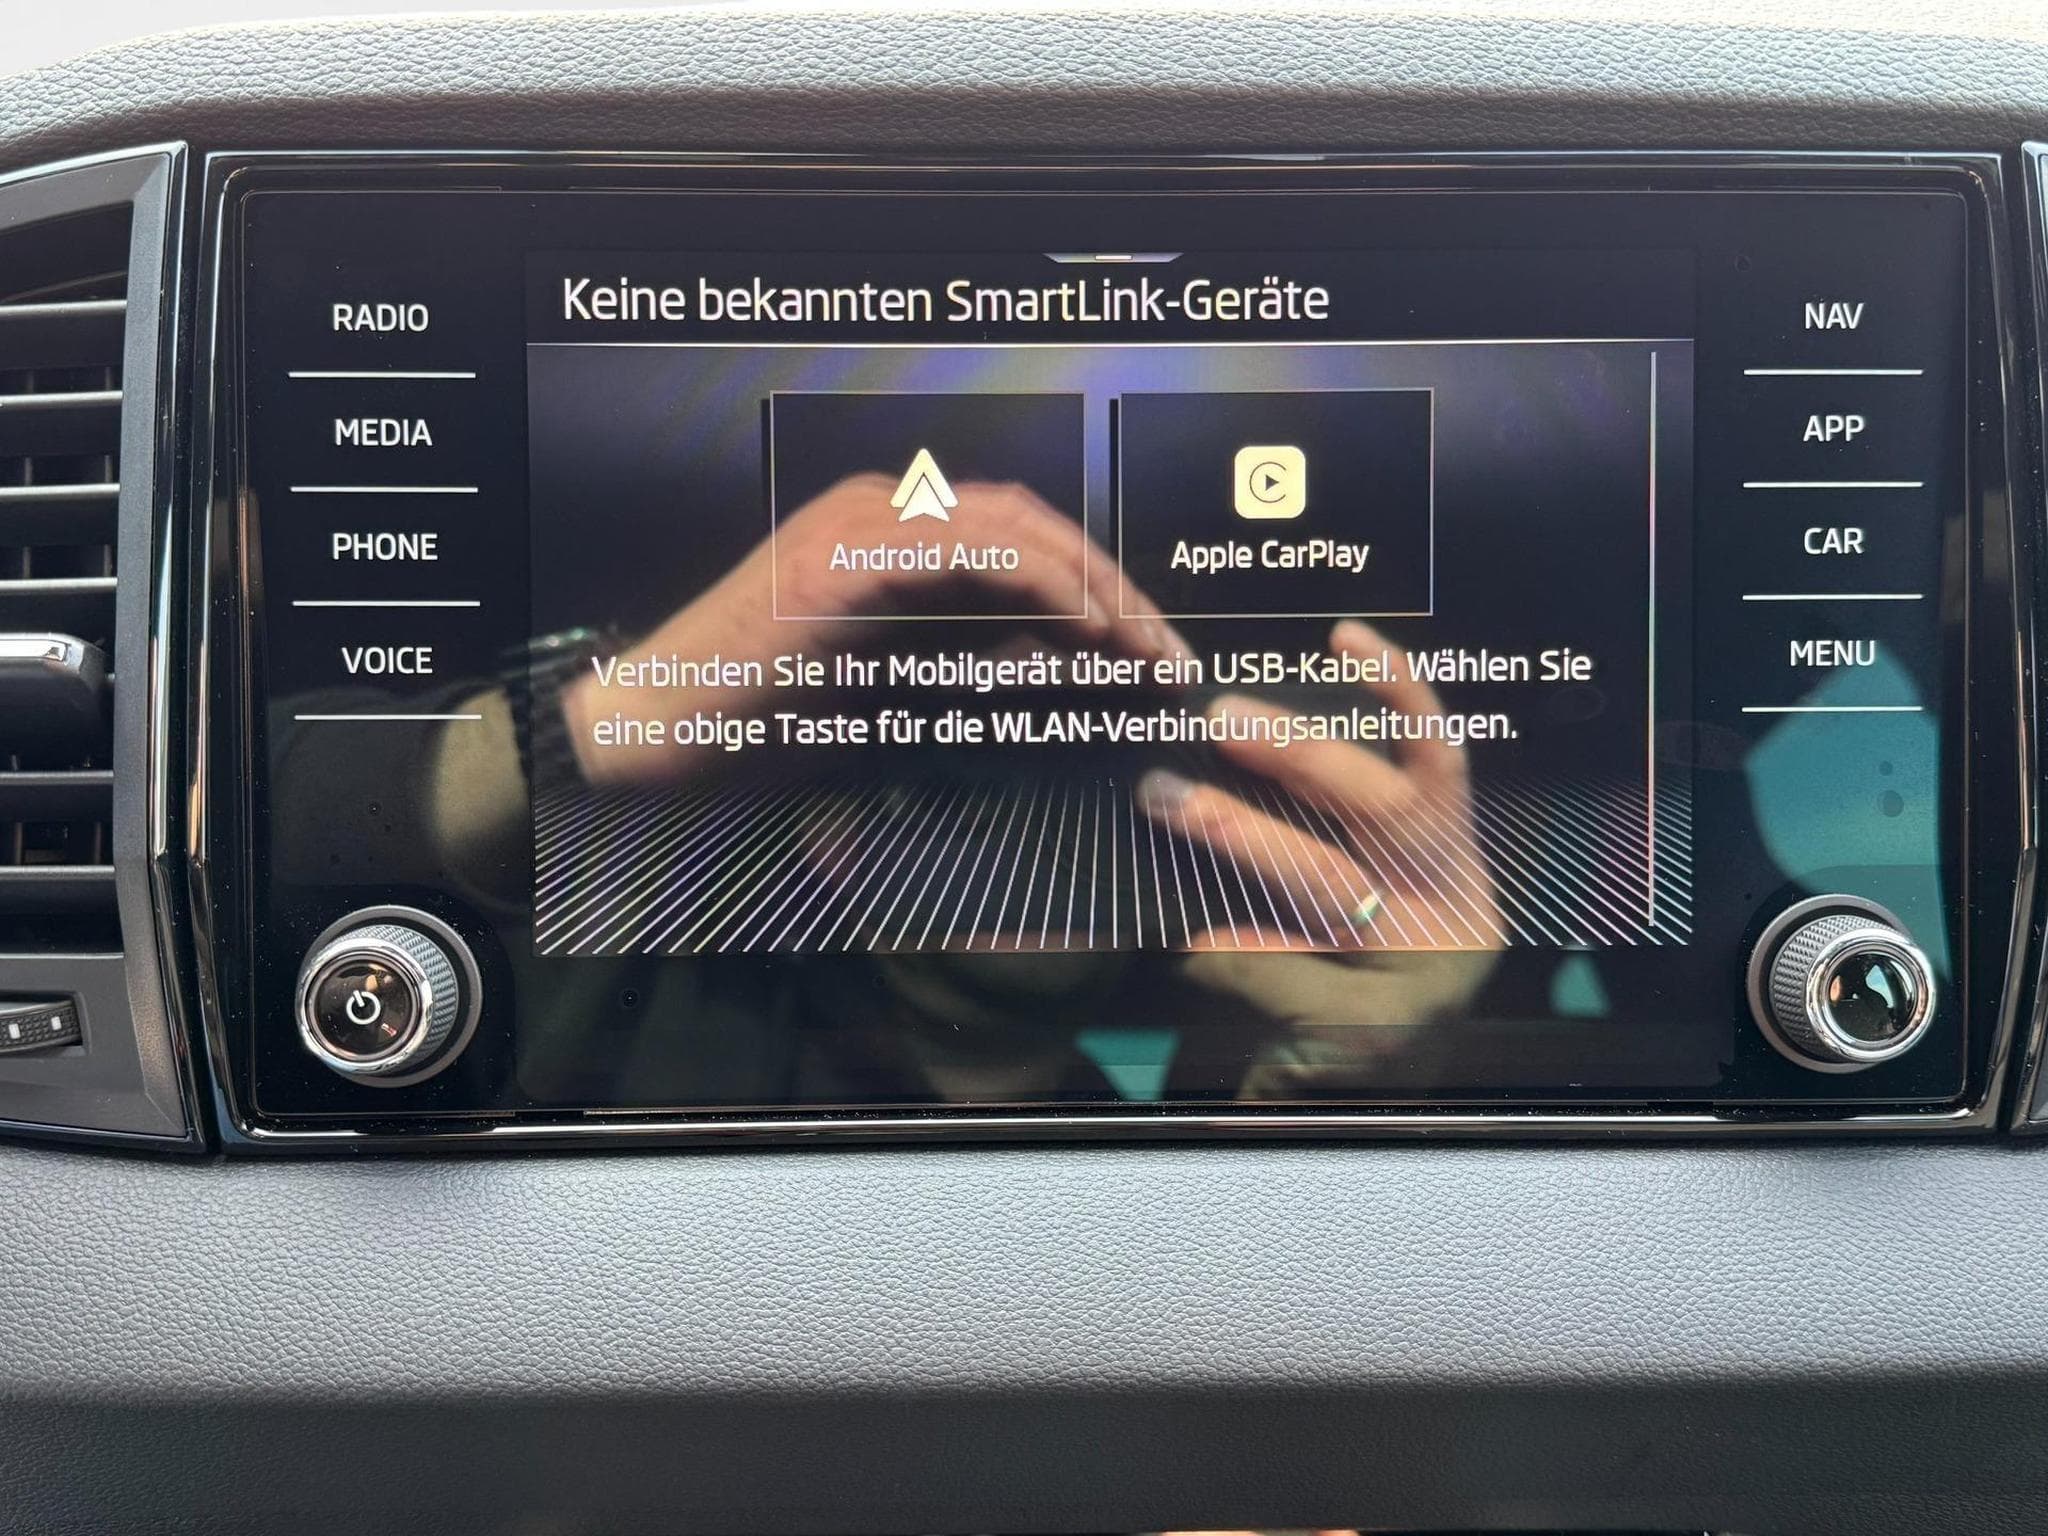 Keine bekannten SmartLink-Geräte
RADIO
MEDIA
PHONE
VOICE
Android Auto
Apple CarPlay
Verbinden Sie Ihr Mobilgerät über ein USB-Kabel. Wählen Sie
eine obige Taste für die WLAN-Verbindungsanleitungen.
NAV
APP
CAR
MENU